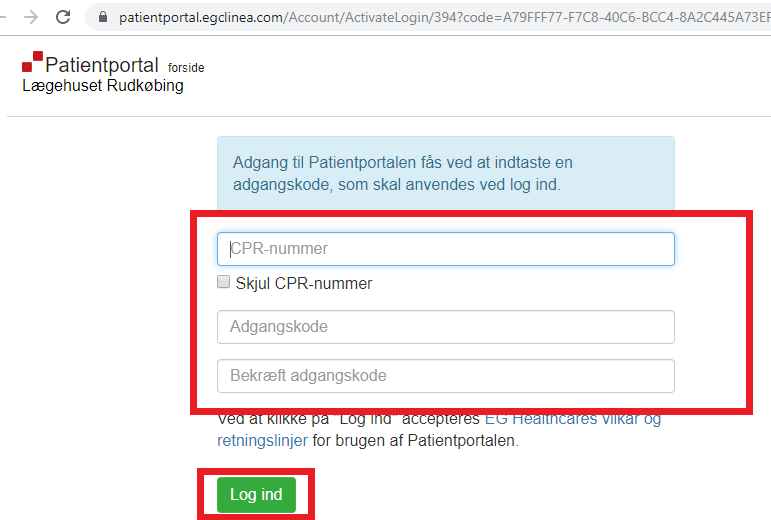 patientportal.egclinea.com/Account/ActivateLogin/394?code=A79FFF77-F7C8-40C6-BCC4-8A2C445A73EF
Patientportal forside
Lægehuset Rudkøbing
Adgang til Patientportalen fås ved at indtaste en
adgangskode, som skal anvendes ved log ind.
CPR-nummer
Skjul CPR-nummer
Adgangskode
Bekræft adgangskode
Ved at klikke på "Log ind" accepteres EG Healthcares vilkår og
retningslinjer for brugen af Patientportalen.
Log ind